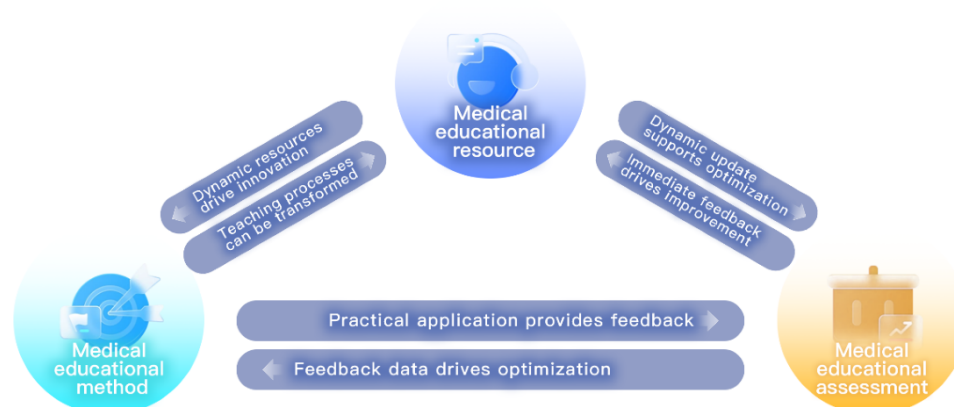 Medical
educational
resource
Dynamic resources
drive innovation
Teaching processes
can be transformed
Dynamic update
supports optimization
Immediate feedback
drives improvement
Medical
educational
method
Practical application provides feedback
Feedback data drives optimization
Medical
educational
assessment